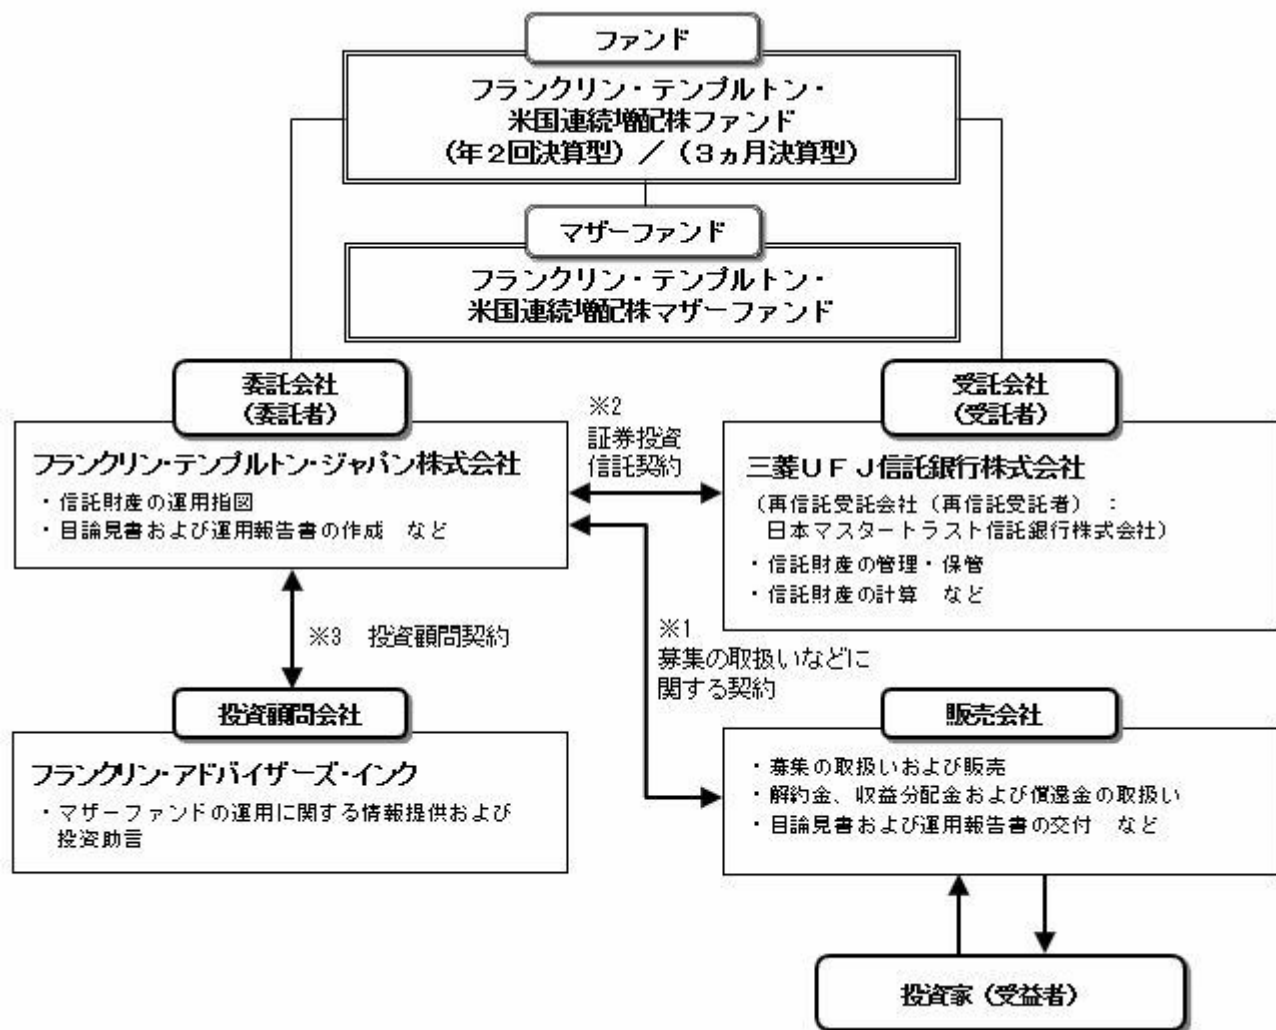 ファンド
フランクリン・テンプルトン・
米国連続増配株ファンド
(年２回決算型)／(３ヵ月決算型)
マザーファンド
フランクリン・テンプルトン・
米国連続増配株マザーファンド
委託会社
(委託者)
フランクリン・テンプルトン・ジャパン株式会社
・信託財産の運用指図
・目論見書および運用報告書の作成　など
※2
証券投資
信託契約
受託会社
(受託者)
三菱ＵＦＪ信託銀行株式会社
(再信託受託会社（再信託受託者）：
日本マスタートラスト信託銀行株式会社)
・信託財産の管理・保管
・信託財産の計算　など
※3　投資顧問契約
※1
募集の取扱いなどに
関する契約
投資顧問会社
フランクリン・アドバイザーズ・インク
・マザーファンドの運用に関する情報提供および
投資助言
販売会社
・募集の取扱いおよび販売
・解約金、収益分配金および償還金の取扱い
・目論見書および運用報告書の交付　など
投資家（受益者）